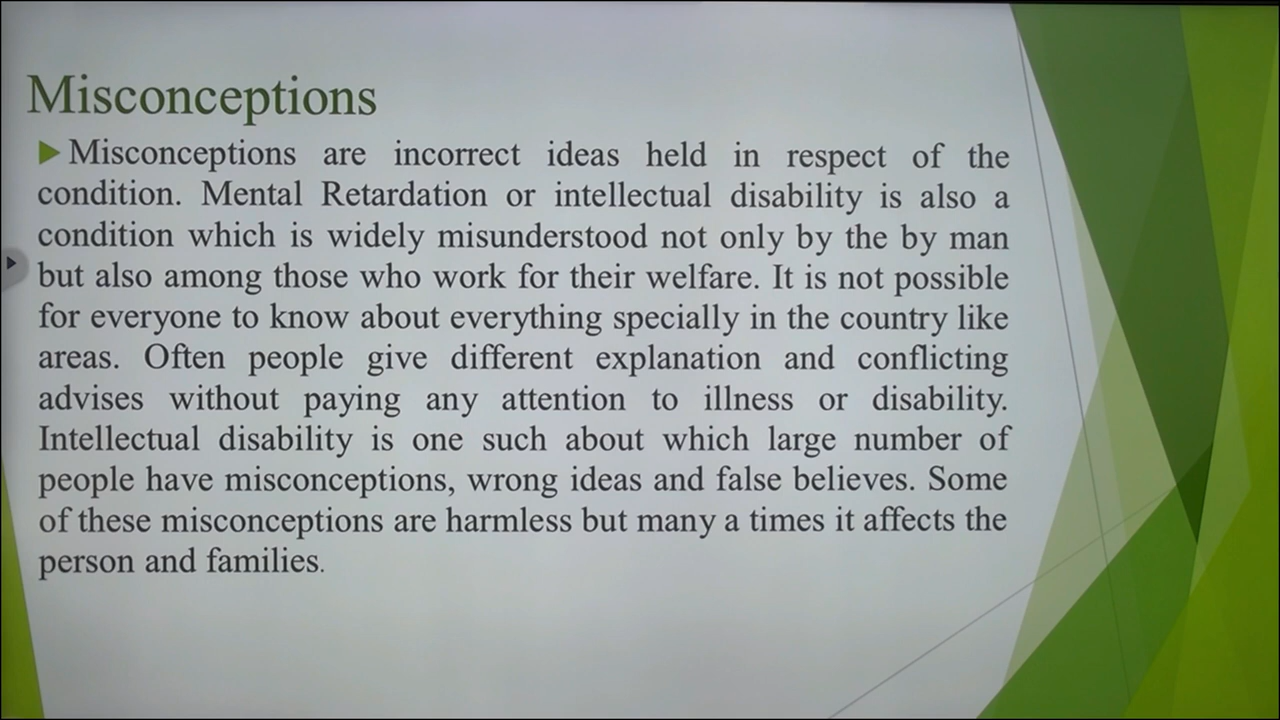 Misconceptions
Misconceptions are incorrect ideas held in respect of the
condition. Mental Retardation or intellectual disability is also a
condition which is widely misunderstood not only by the by man
but also among those who work for their welfare. It is not possible
for everyone to know about everything specially in the country like
areas. Often people give different explanation and conflicting
advises without paying any attention to illness or disability.
Intellectual disability is one such about which large number of
people have misconceptions, wrong ideas and false believes. Some
of these misconceptions are harmless but many a times it affects the
person and families.